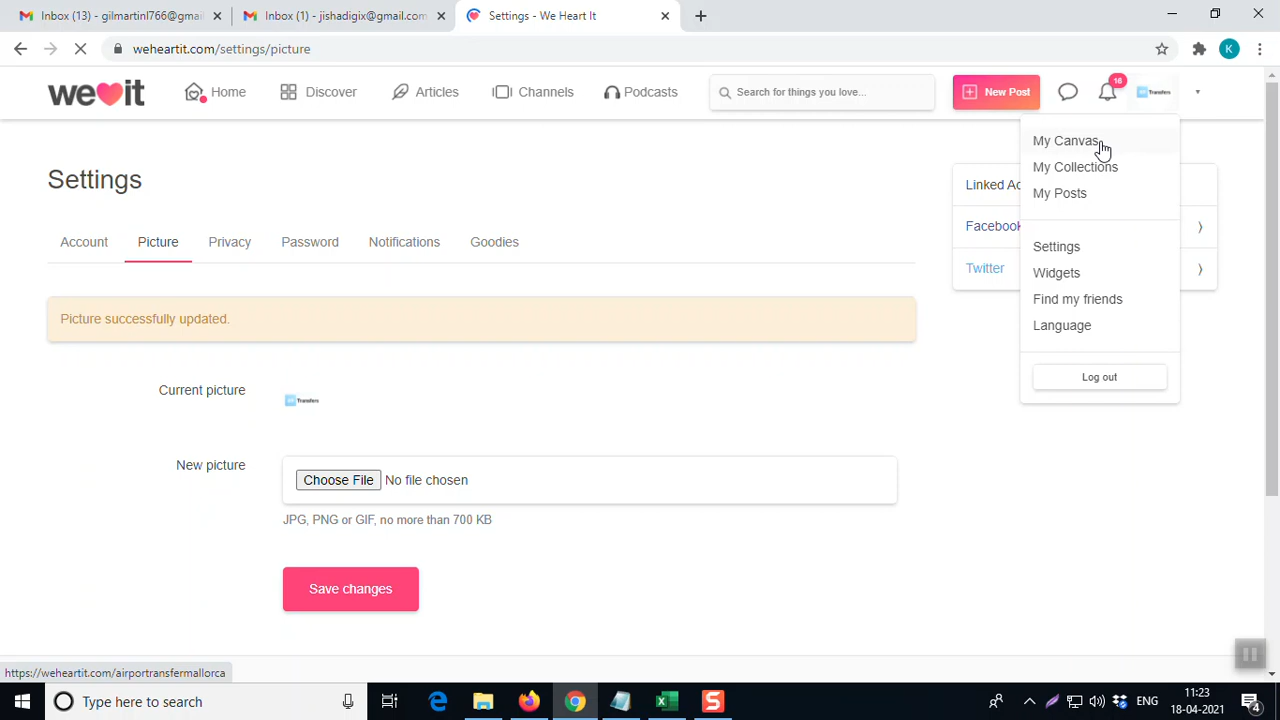 Inbox (13) - gilmartinl766@gmai
Inbox (1) - jishadigix@gmail.com
Settings - We Heart It
weheartit.com/settings/picture
K
we it
Home
Discover
Articles
Channels
Podcasts
Search for things you love...
New Post
16
Transfers
My Canvas
My Collections
My Posts
Settings
Widgets
Find my friends
Language
Log out
Settings
Linked Ac
Facebook
Twitter
Account
Picture
Privacy
Password
Notifications
Goodies
Picture successfully updated.
Current picture
Transfers
New picture
Choose File No file chosen
JPG, PNG or GIF, no more than 700 KB
Save changes
https://weheartit.com/airportransfermallorca
Type here to search
ENG
11:23
18-04-2021
4